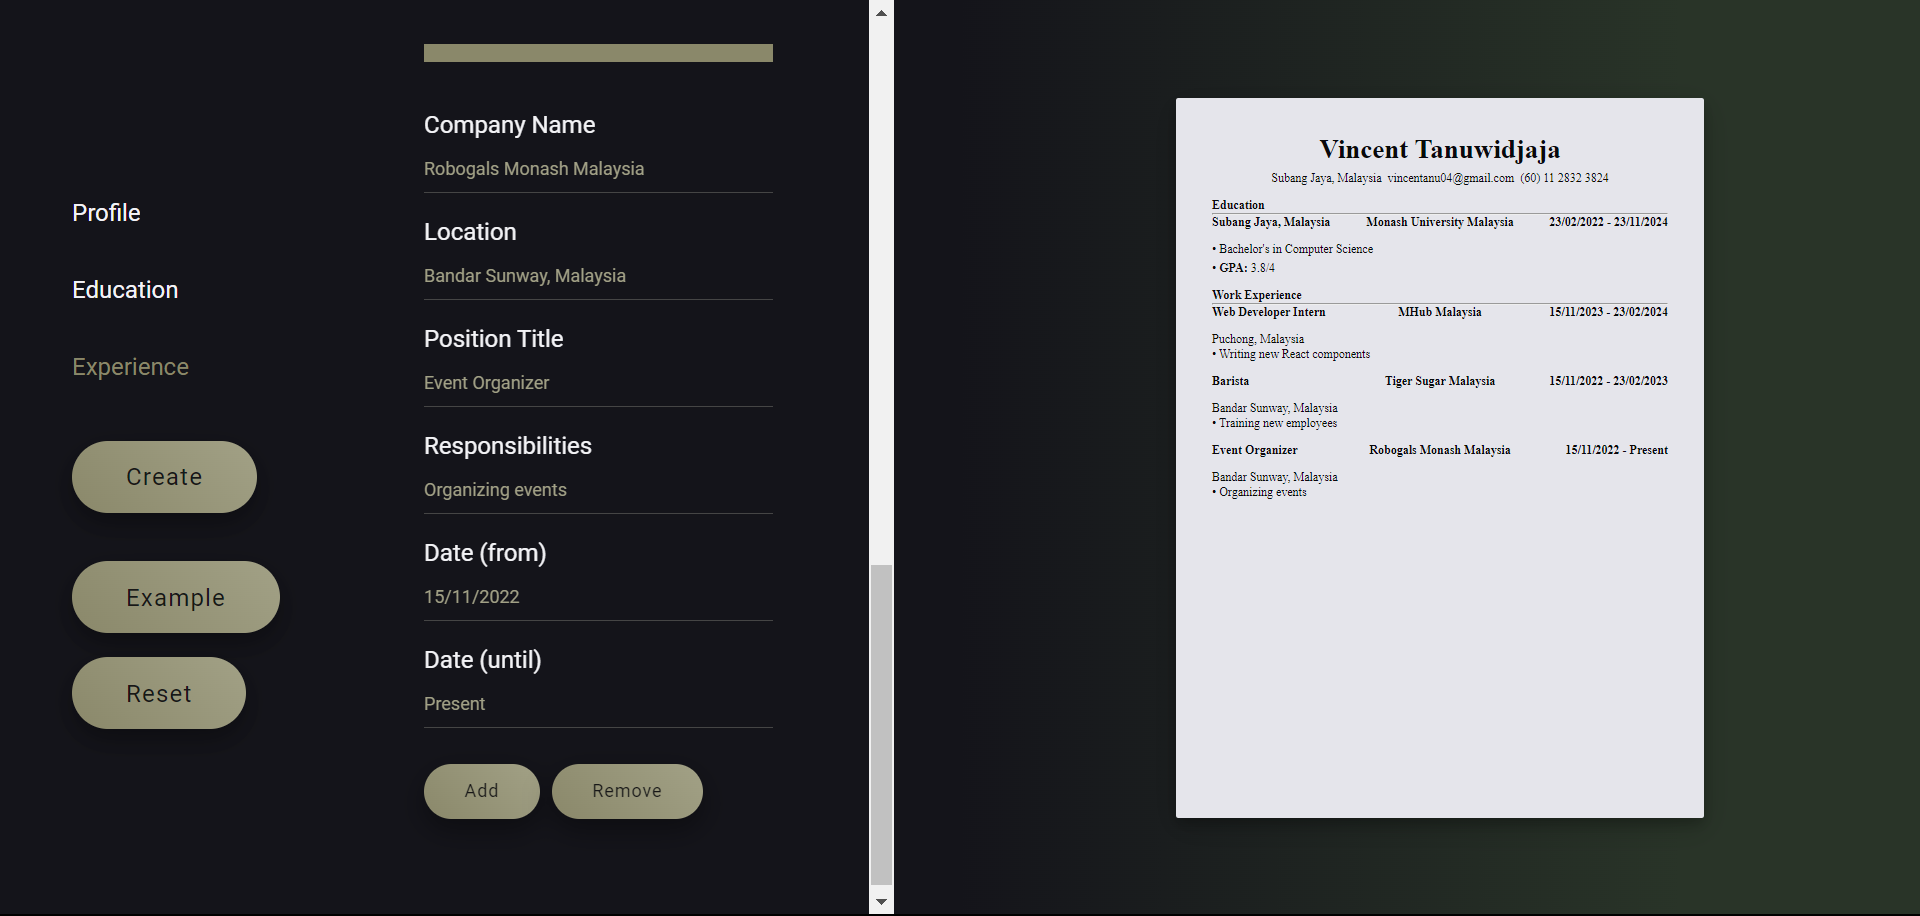 Profile
Education
Experience
Create
Example
Reset
Company Name
Robogals Monash Malaysia
Location
Bandar Sunway, Malaysia
Position Title
Event Organizer
Responsibilities
Organizing events
Date (from)
15/11/2022
Date (until)
Present
Add Remove
Vincent Tanuwidjaja
Subang Jaya, Malaysia vincentanu04@gmail.com (60) 11 2832 3824
Education
Subang Jaya, Malaysia Monash University Malaysia 23/02/2022 - 23/11/2024
• Bachelor's in Computer Science
• GPA: 3.8/4
Work Experience
Web Developer Intern MHub Malaysia 15/11/2023 - 23/02/2024
Puchong, Malaysia
• Writing new React components
Barista Tiger Sugar Malaysia 15/11/2022 - 23/02/2023
Bandar Sunway, Malaysia
• Training new employees
Event Organizer Robogals Monash Malaysia 15/11/2022 - Present
Bandar Sunway, Malaysia
• Organizing events